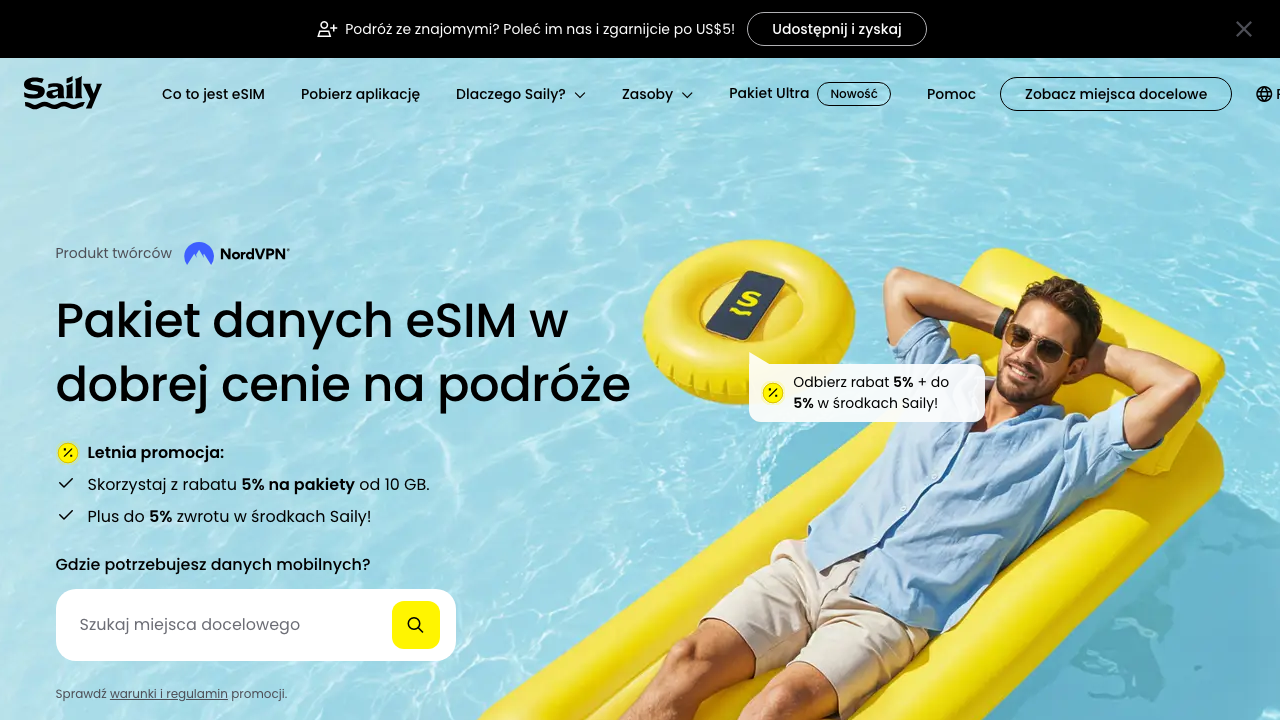 Podróż ze znajomymi? Poleć im nas i zgarnijcie po US$5!
Udostępnij i zyskaj
Saily
Co to jest eSIM
Pobierz aplikację
Dlaczego Saily?
Zasoby
Pakiet Ultra
Nowość
Pomoc
Zobacz miejsca docelowe
Produkt twórców
NordVPN
Pakiet danych eSIM w
dobrej cenie na podróże
Letnia promocja:
Skorzystaj z rabatu 5% na pakiety od 10 GB.
Plus do 5% zwrotu w środkach Saily!
Odbierz rabat 5% + do
5% w środkach Saily!
Gdzie potrzebujesz danych mobilnych?
Szukaj miejsca docelowego
Sprawdź warunki i regulamin promocji.